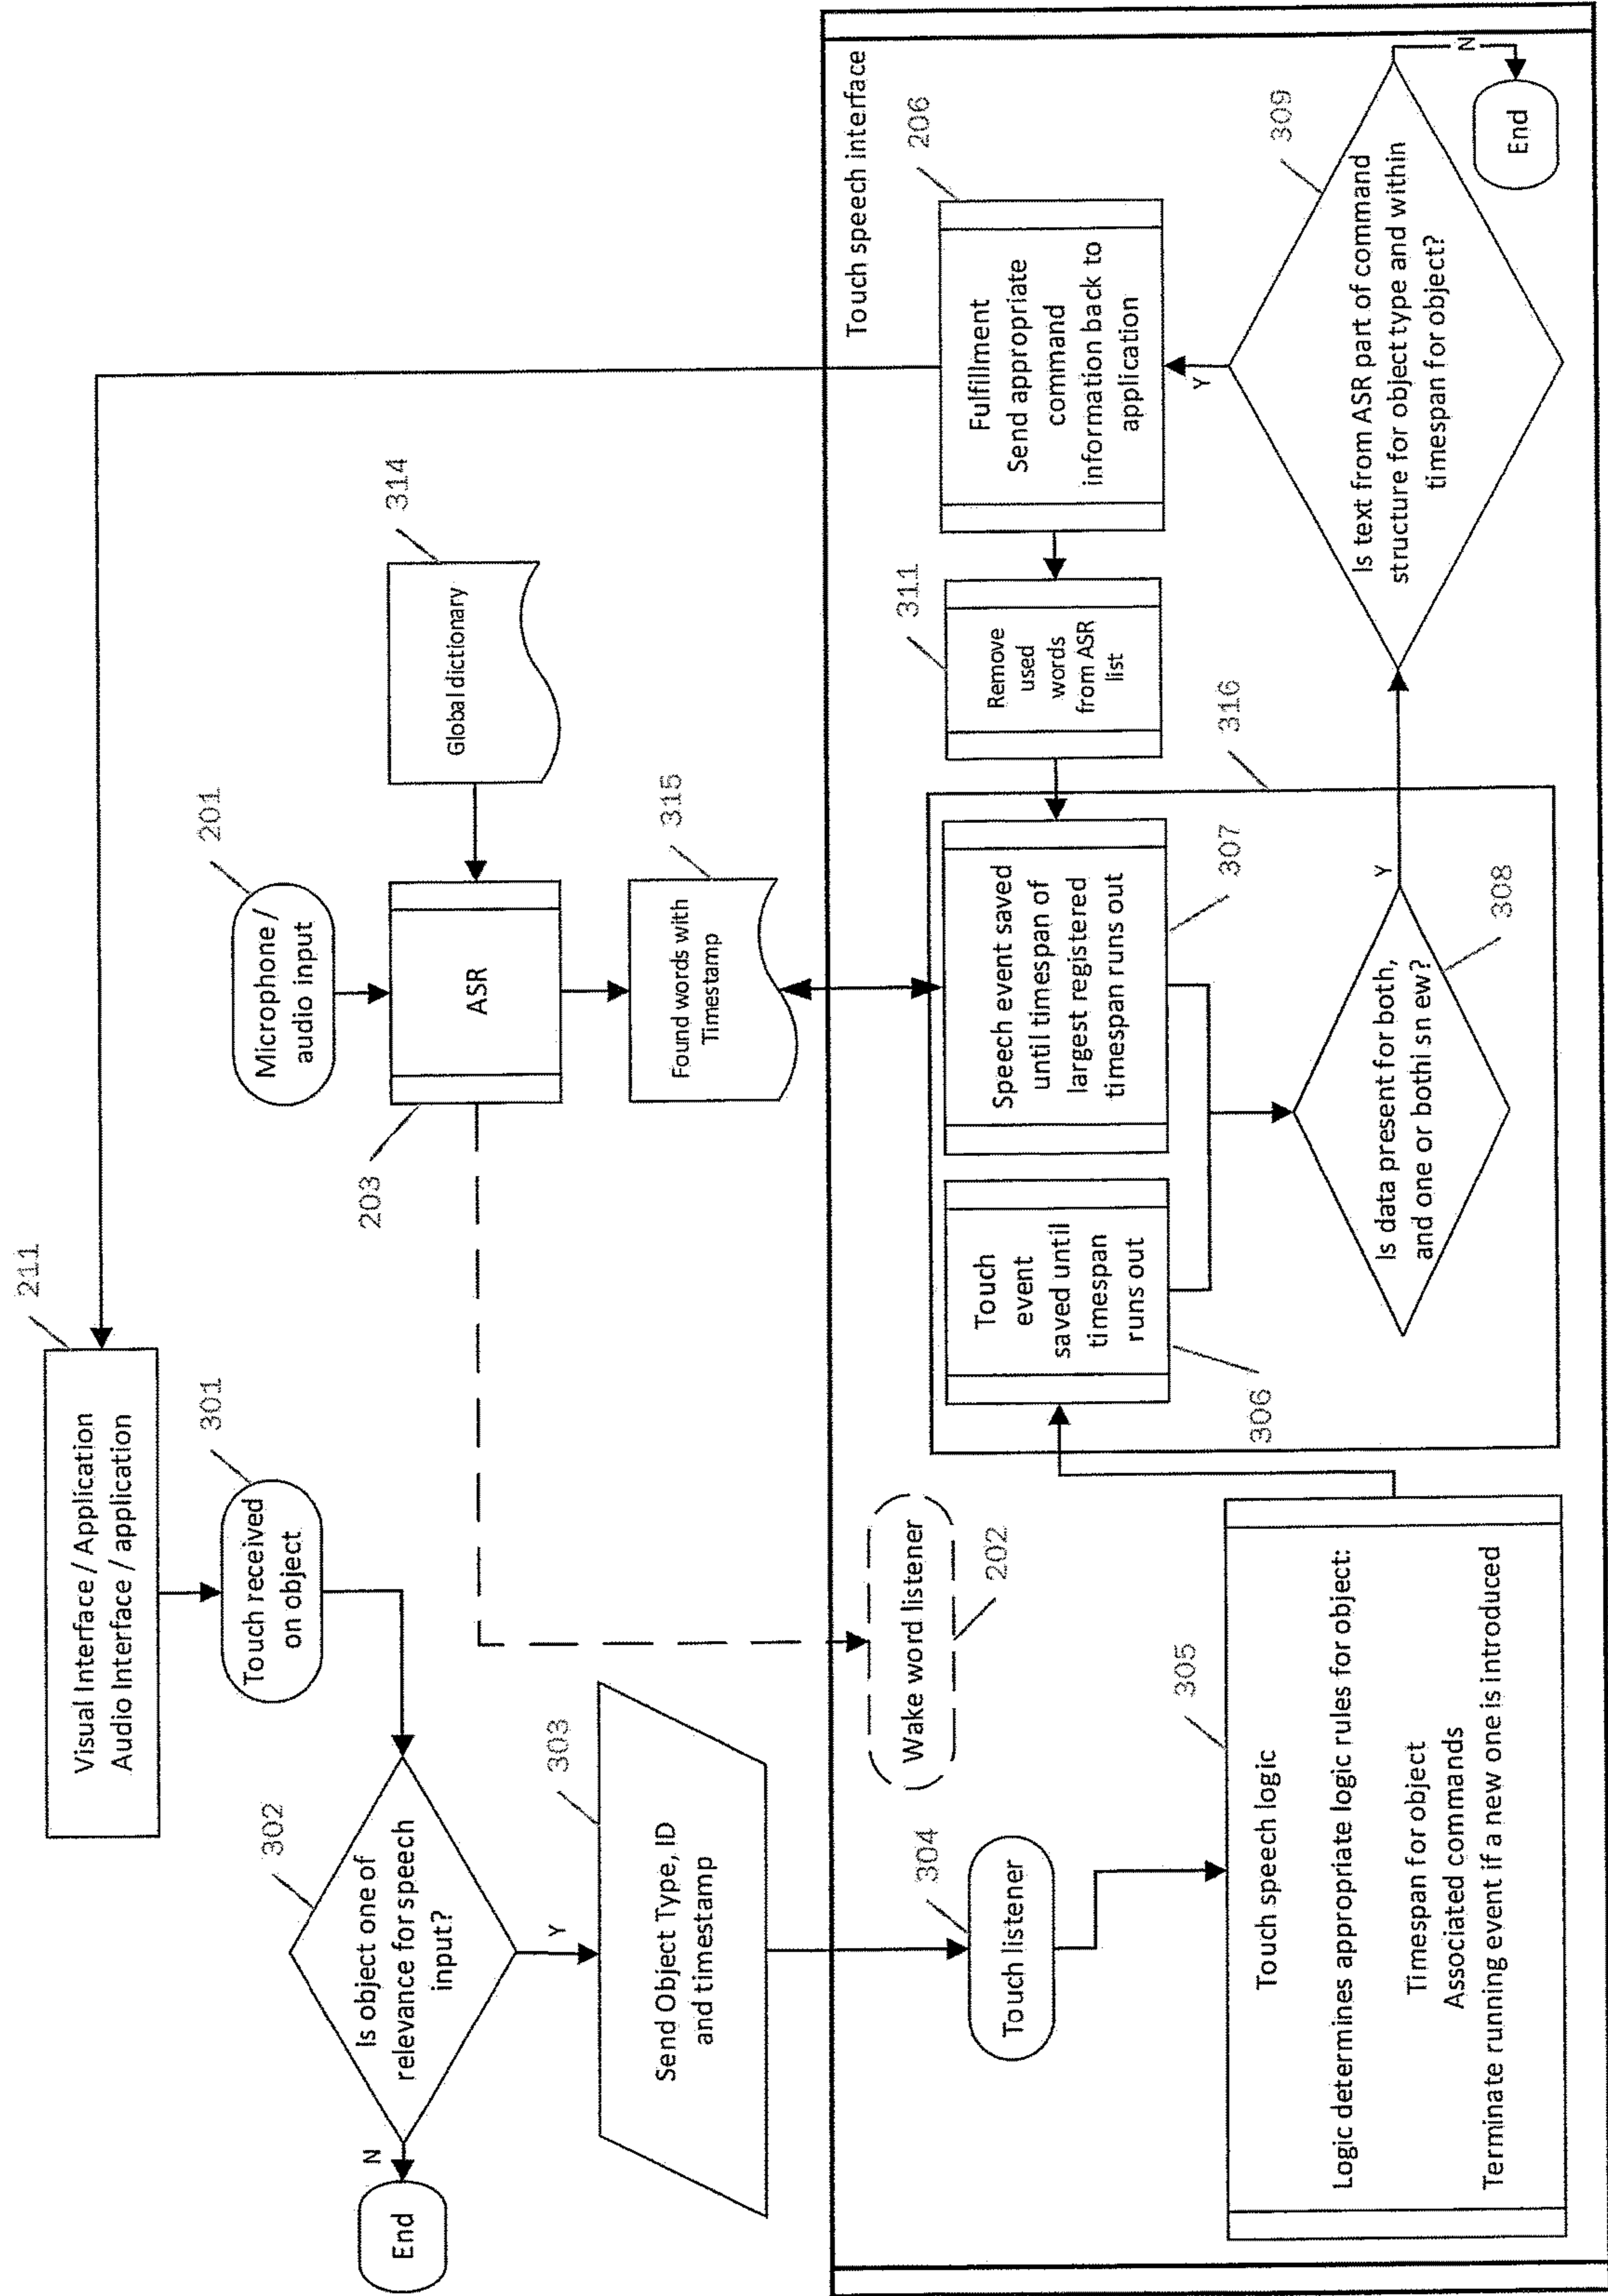 211
Visual Interface / Application
Audio Interface / application
301
Touch received
on object
302
Is object one of
relevance for speech
input?
N
End
Y
303
Send Object Type, ID
and timestamp
201
Microphone /
audio input
203
ASR
314
Global dictionary
315
Found words with
Timestamp
Touch speech interface
Wake word listener
202
304
Touch listener
305
Touch speech logic
Logic determines appropriate logic rules for object:
Timespan for object
Associated commands
Terminate running event if a new one is introduced
306
Touch
event
saved until
timespan
runs out
307
Speech event saved
until timespan of
largest registered
timespan runs out
316
308
Is data present for both,
and one or bothi sn ew?
Y
311
Remove
used
words
from ASR
list
206
Fulfillment
Send appropriate
command
information back to
application
Y
309
Is text from ASR part of command
structure for object type and within
timespan for object?
N
End